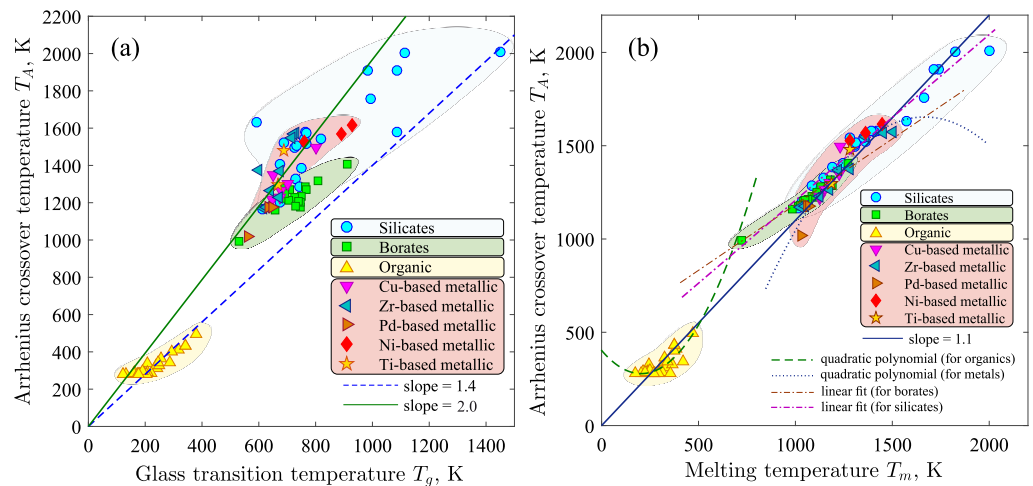 (a)
Arrhenius crossover temperature T_A, K
2200
2000
1800
1600
1400
1200
1000
800
600
400
200
0
0
200
400
600
800
1000
1200
1400
Glass transition temperature T_g, K
Silicates
Borates
Organic
Cu-based metallic
Zr-based metallic
Pd-based metallic
Ni-based metallic
Ti-based metallic
slope = 1.4
slope = 2.0
(b)
Arrhenius crossover temperature T_A, K
2000
1500
1000
500
0
0
500
1000
1500
2000
Melting temperature T_m, K
Silicates
Borates
Organic
Cu-based metallic
Zr-based metallic
Pd-based metallic
Ni-based metallic
Ti-based metallic
slope = 1.1
quadratic polynomial (for organics)
quadratic polynomial (for metals)
linear fit (for borates)
linear fit (for silicates)